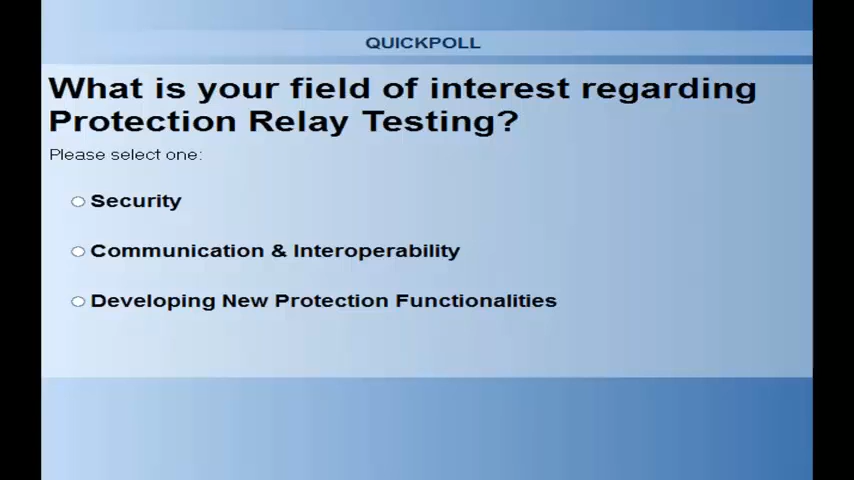 QUICKPOLL
What is your field of interest regarding
Protection Relay Testing?
Please select one:
Security
Communication & Interoperability
Developing New Protection Functionalities